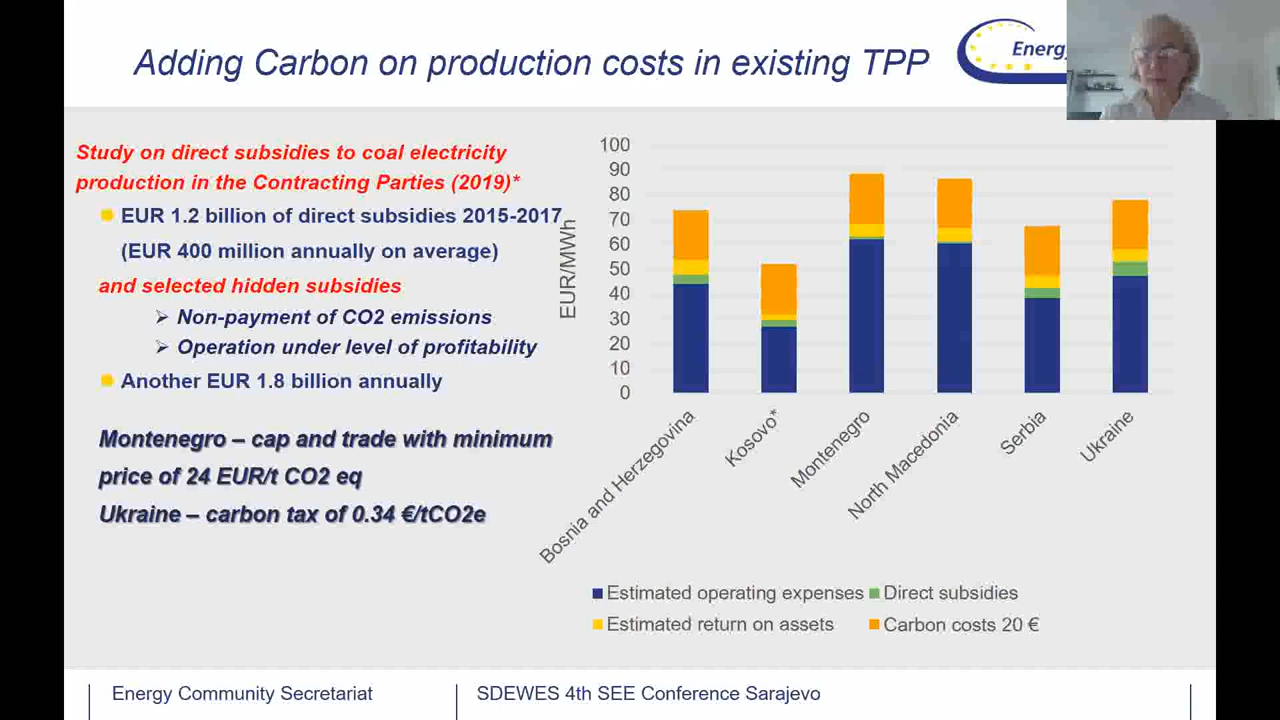 Adding Carbon on production costs in existing TPP
Energy
Study on direct subsidies to coal electricity
production in the Contracting Parties (2019)*
EUR 1.2 billion of direct subsidies 2015-2017
(EUR 400 million annually on average)
and selected hidden subsidies
Non-payment of CO2 emissions
Operation under level of profitability
Another EUR 1.8 billion annually
Montenegro – cap and trade with minimum
price of 24 EUR/t CO2 eq
Ukraine – carbon tax of 0.34 €/tCO2e
EUR/MWh
100
90
80
70
60
50
40
30
20
10
0
Bosnia and Herzegovina
Kosovo*
Montenegro
North Macedonia
Serbia
Ukraine
Estimated operating expenses
Direct subsidies
Estimated return on assets
Carbon costs 20 €
Energy Community Secretariat
SDEWES 4th SEE Conference Sarajevo